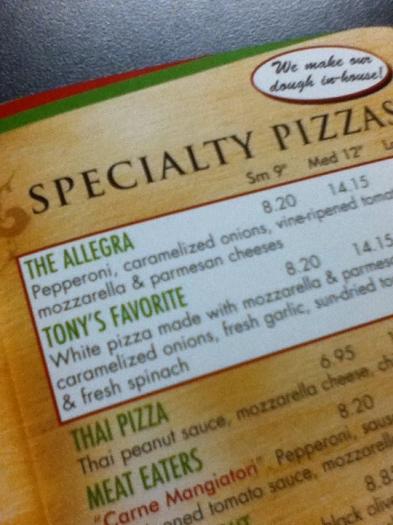 We make our
dough in-house!
SPECIALTY PIZZAS
Sm 9" Med 12"
THE ALLEGRA 8.20 14.15
Pepperoni, caramelized onions, vine-ripened
mozzarella & parmesan cheeses
TONY'S FAVORITE 8.20 14.15
White pizza made with mozzarella &
caramelized onions, fresh garlic, sun-dried
& fresh spinach
THAI PIZZA 6.95
Thai peanut sauce, mozzarella cheese,
MEAT EATERS 8.20
"Carne Mangiatori" Pepperoni,
tomato sauce,